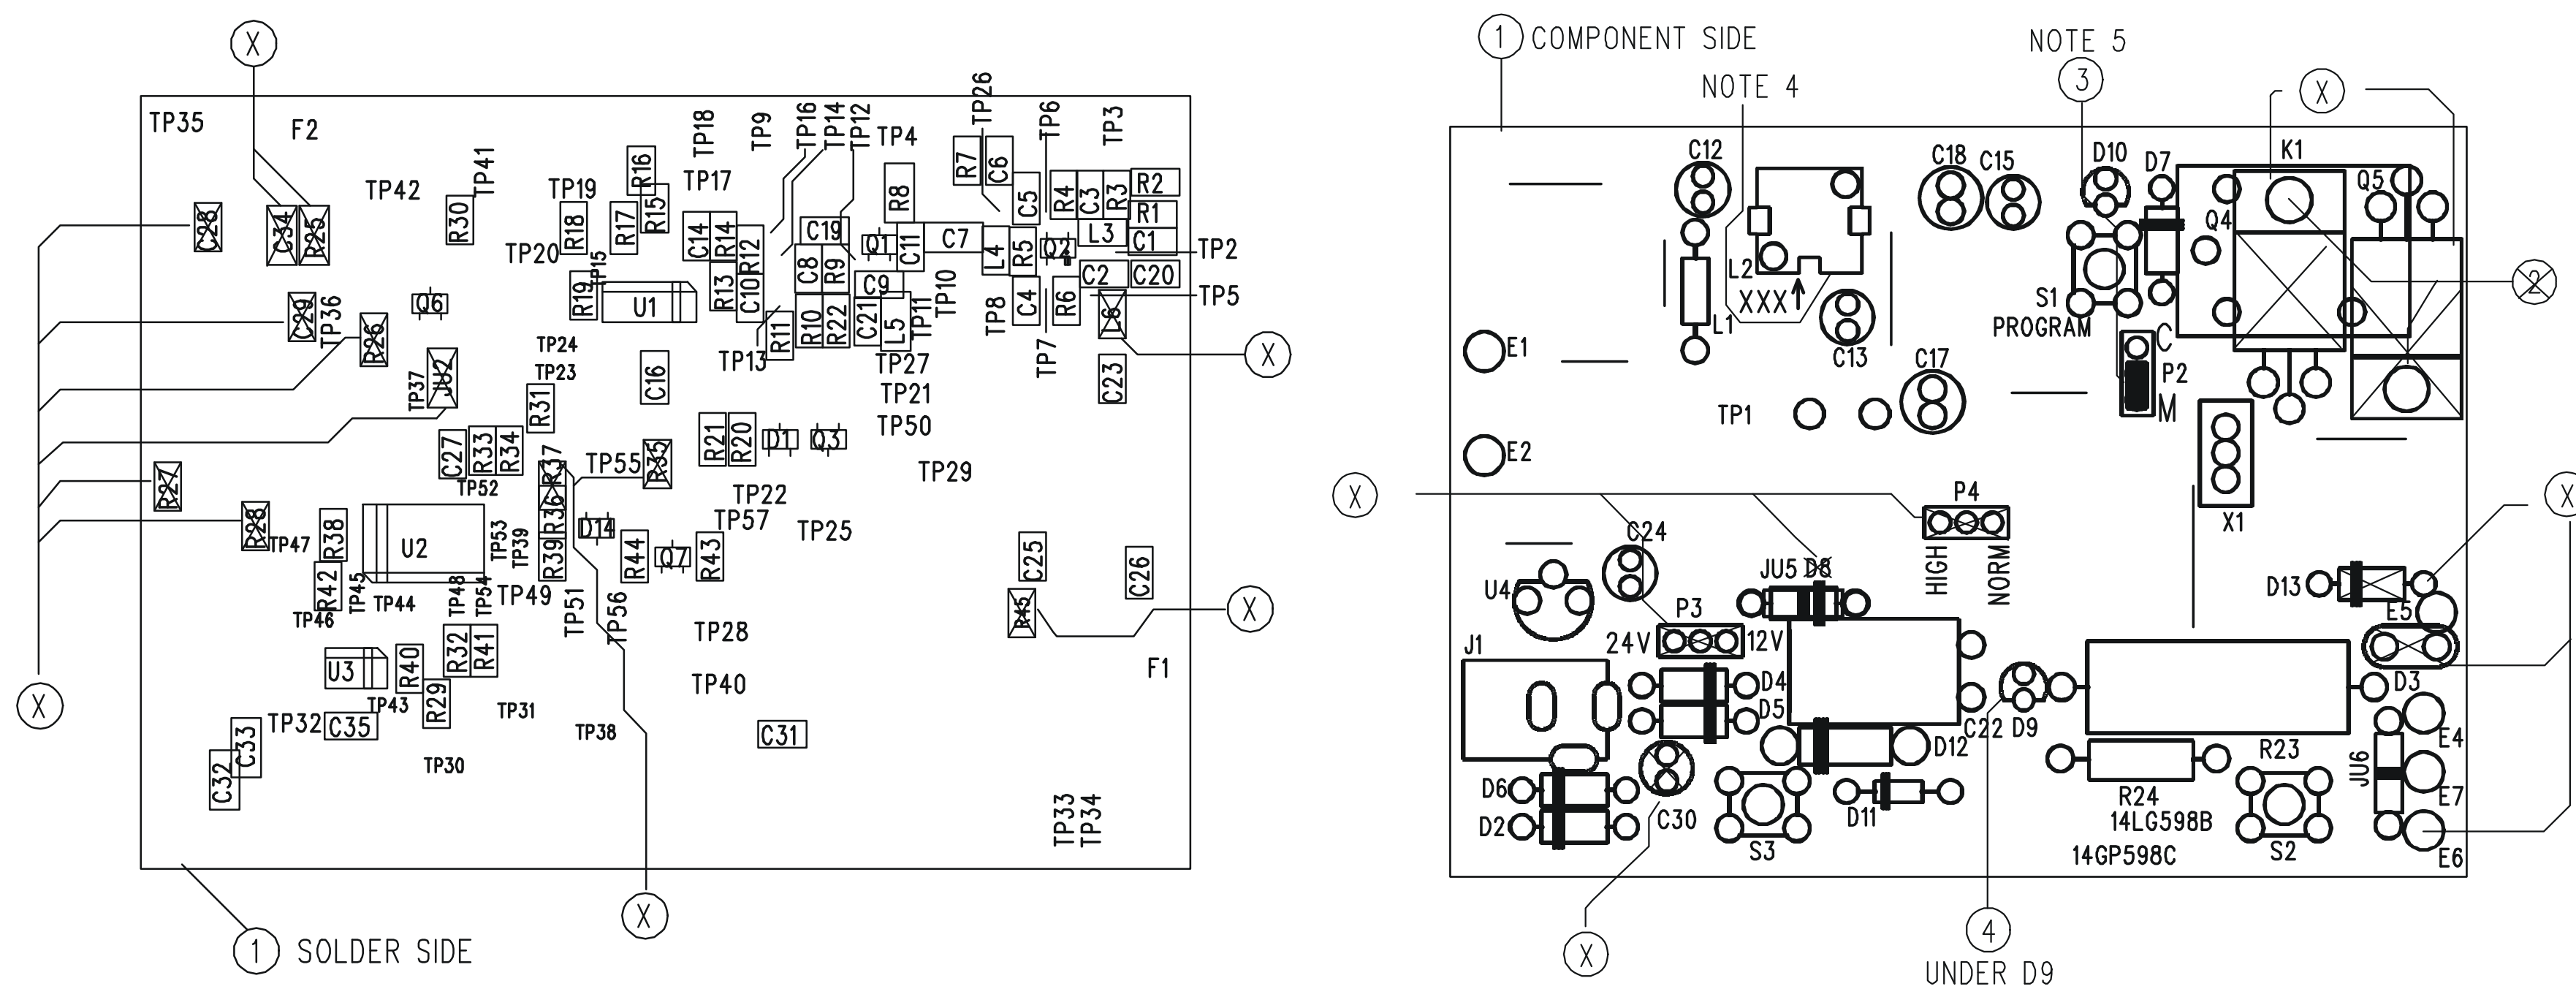 X
TP35
F2
TP42
TP41
TP19
TP20
TP18
TP17
TP9
TP16
TP14
TP12
TP4
TP26
TP6
TP3
R16
R15
R17
R18
R30
C28
C34
R25
C29
TP36
R26
Q6
R19
TP15
U1
C14
R14
R12
R13
C10
R11
TP13
C19
C8
R9
R10
R22
Q1
C11
C9
C21
L5
TP11
TP10
R8
C7
R7
C6
C5
L4
R5
C4
TP8
TP7
R4
C3
R3
R2
R1
L3
C1
Q2
C2
C20
R6
L6
TP2
TP5
X
C23
TP27
TP21
TP50
TP29
TP24
TP23
C16
JU2
TP37
R31
C27
R33
R34
TP52
R37
R36
R39
TP55
R35
R21
R20
D1
Q3
TP22
TP57
TP25
R27
R28
TP47
R38
U2
TP53
TP39
D14
R44
Q7
R43
C25
C26
R45
X
R42
TP45
TP46
TP44
TP48
TP54
TP49
TP51
TP56
TP28
TP40
F1
U3
R40
R32
R41
R29
TP43
TP31
TP38
TP32
C35
C33
C32
TP30
C31
TP33
TP34
X
X
1 SOLDER SIDE
1 COMPONENT SIDE
NOTE 4
NOTE 5
3
X
C12
C18
C15
D10
D7
K1
Q5
Q4
L2
XXX
L1
C13
S1
PROGRAM
2
E1
E2
C17
TP1
C
P2
M
X1
X
P4
HIGH
NORM
C24
U4
JU5
D8
P3
24V
12V
D13
E5
X
J1
D4
D5
C22
D9
D3
D12
R23
E4
JU6
E7
D6
D2
C30
S3
D11
R24
14LG598B
14GP598C
S2
E6
X
4
UNDER D9